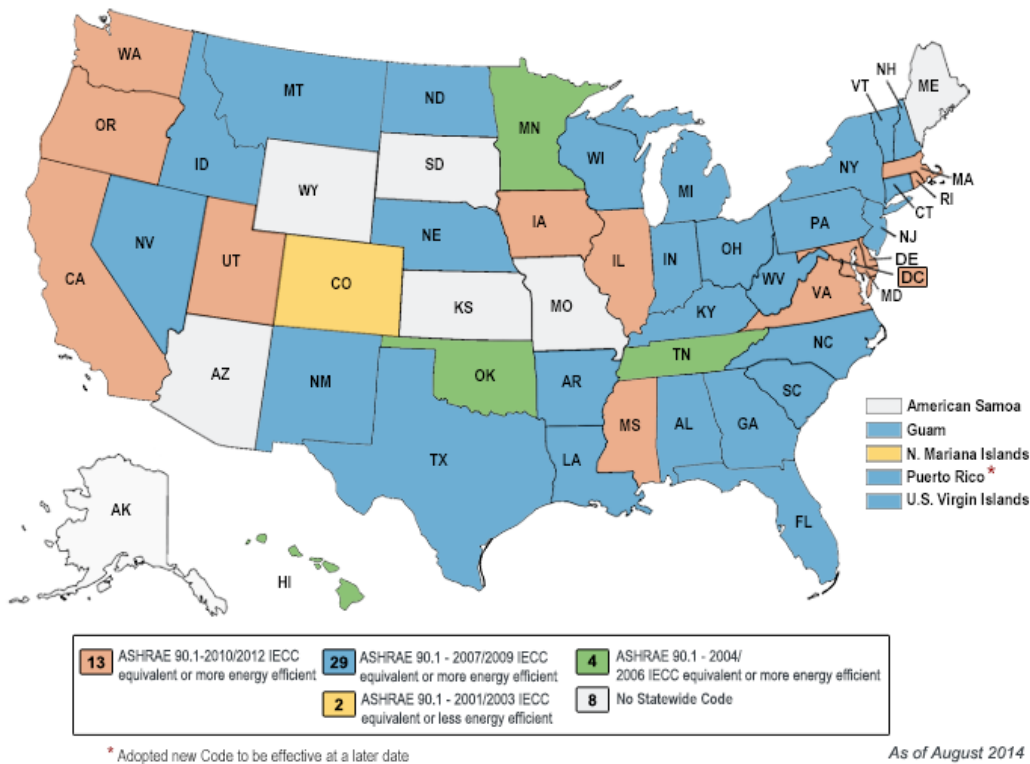 WA
OR
CA
NV
ID
MT
WY
UT
AZ
CO
NM
ND
SD
NE
KS
OK
TX
MN
IA
MO
AR
LA
WI
IL
MI
IN
OH
KY
TN
MS
AL
GA
FL
SC
NC
VA
WV
PA
NY
VT
NH
ME
MA
RI
CT
NJ
DE
DC
MD
AK
HI
American Samoa
Guam
N. Mariana Islands
Puerto Rico *
U.S. Virgin Islands
13 ASHRAE 90.1-2010/2012 IECC
equivalent or more energy efficient
29 ASHRAE 90.1 - 2007/2009 IECC
equivalent or more energy efficient
4 ASHRAE 90.1 - 2004/
2006 IECC equivalent or more energy efficient
2 ASHRAE 90.1 - 2001/2003 IECC
equivalent or less energy efficient
8 No Statewide Code
* Adopted new Code to be effective at a later date
As of August 2014